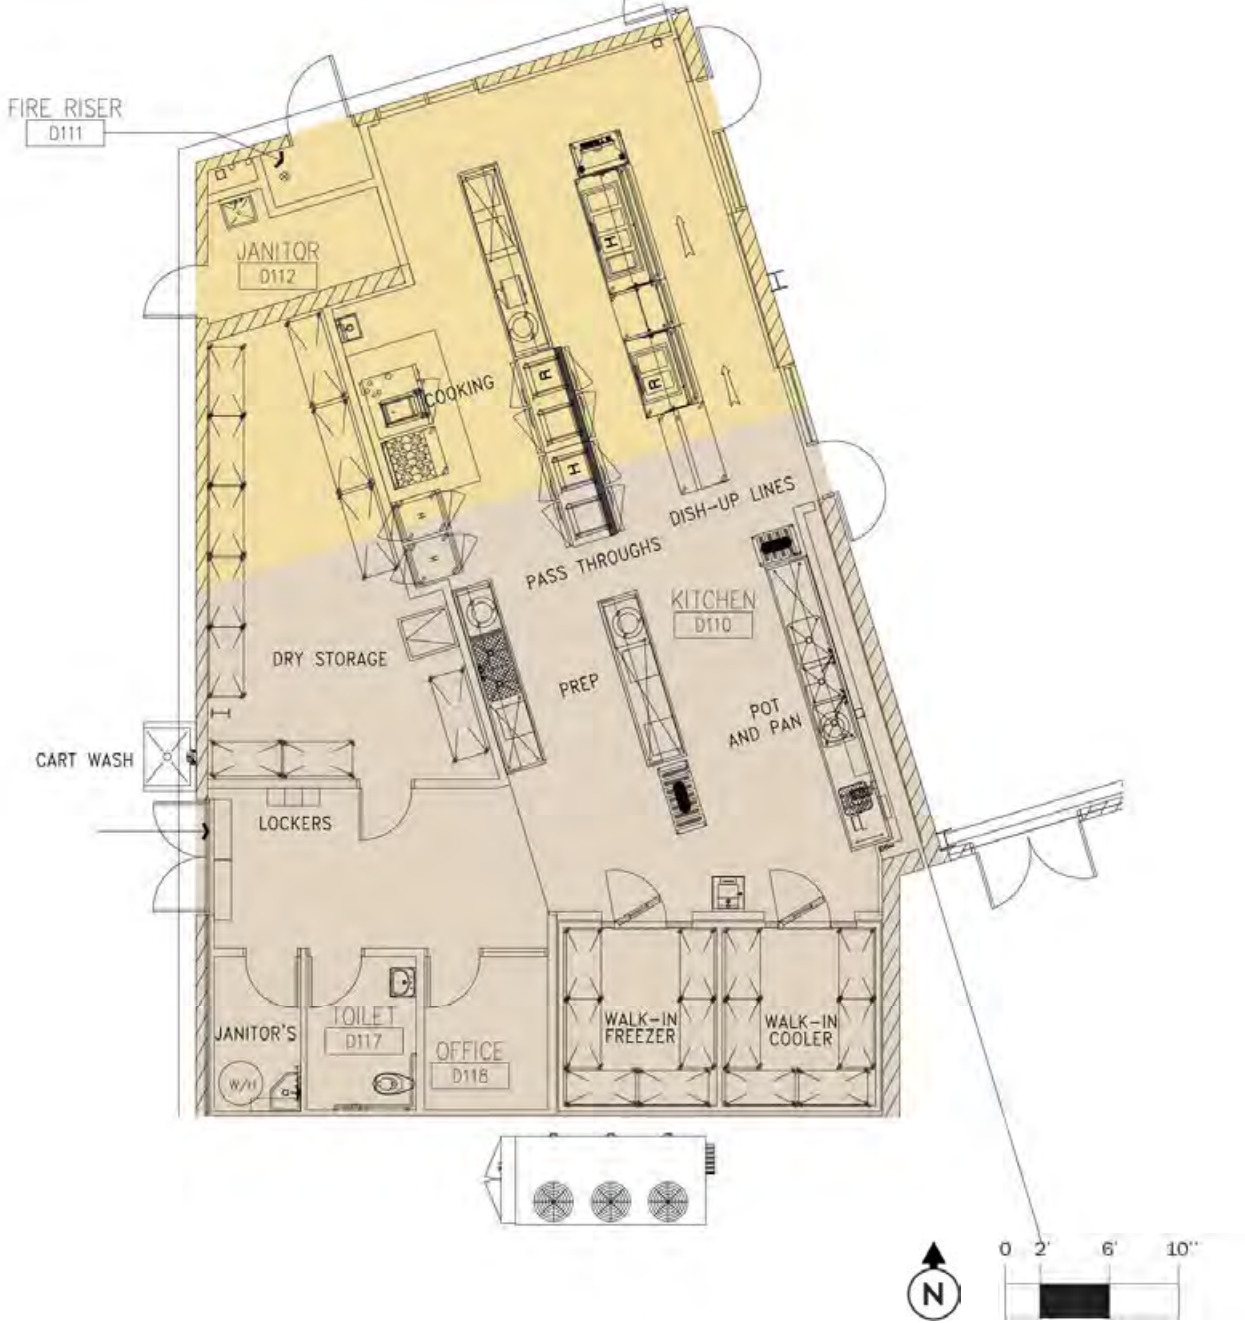 FIRE RISER
D111
JANITOR
D112
H
COOKING
R
R
H
H
H
DISH-UP LINES
PASS THROUGHS
KITCHEN
D110
DRY STORAGE
PREP
POT
AND PAN
CART WASH
LOCKERS
JANITOR'S
W/H
TOILET
D117
OFFICE
D118
WALK-IN
FREEZER
WALK-IN
COOLER
N
0 2' 6' 10''